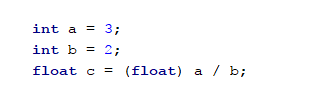 int a = 3;
int b = 2;
float c = (float) a / b;